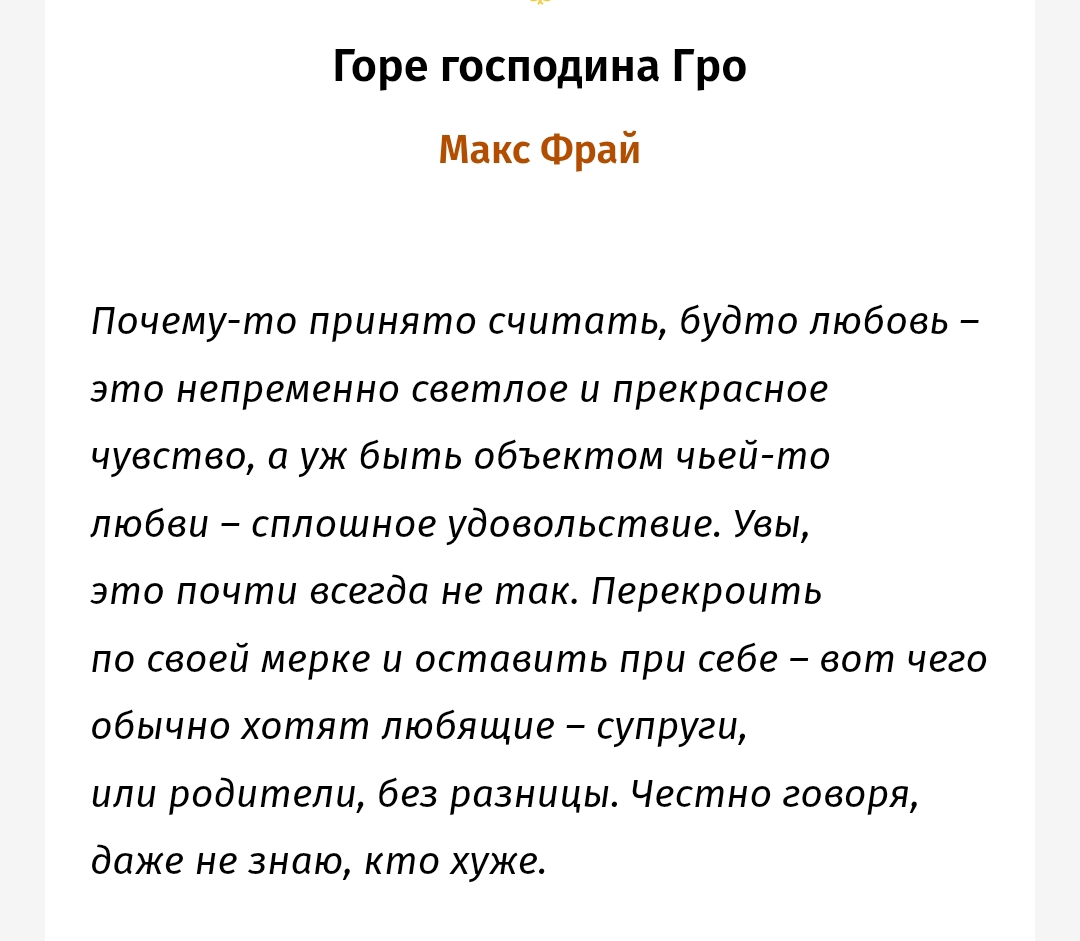 Горе господина Гро
Макс Фрай
Почему-то принято считать, будто любовь –
это непременно светлое и прекрасное
чувство, а уж быть объектом чьей-то
любви – сплошное удовольствие. Увы,
это почти всегда не так. Перекроить
по своей мерке и оставить при себе – вот чего
обычно хотят любящие – супруги,
или родители, без разницы. Честно говоря,
даже не знаю, кто хуже.